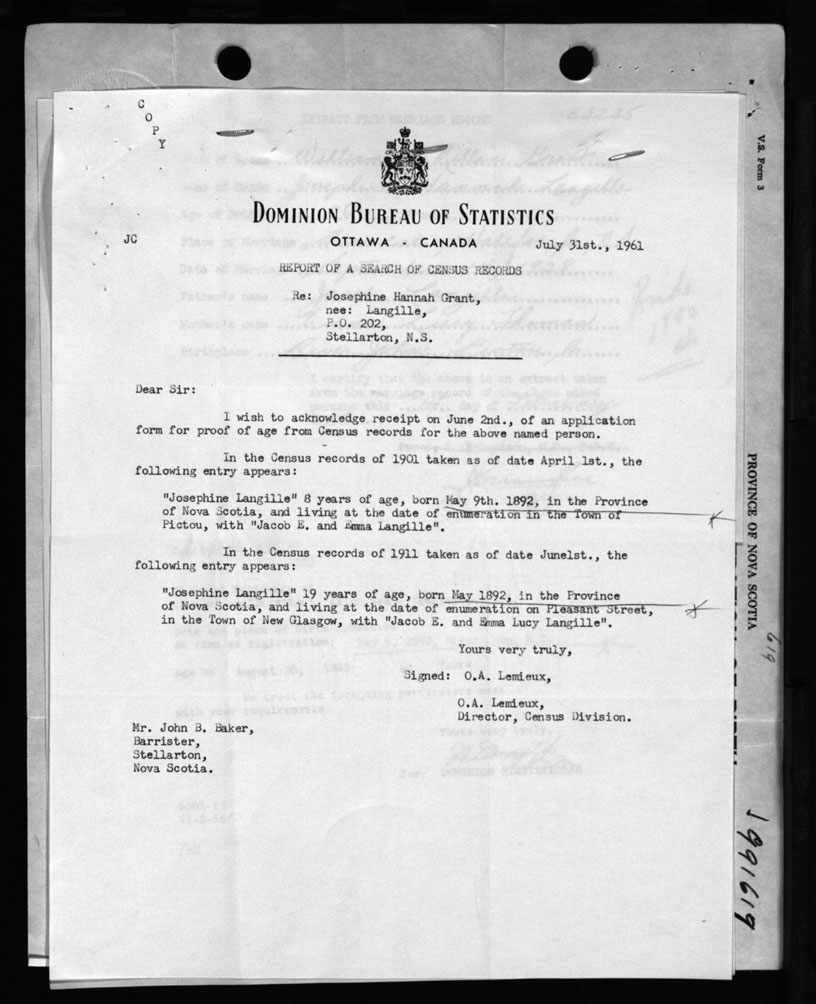 C
O
P
Y
DOMINION BUREAU OF STATISTICS
OTTAWA - CANADA
JC
July 31st., 1961
REPORT OF A SEARCH OF CENSUS RECORDS
Re: Josephine Hannah Grant,
nee: Langille,
P.O. 202,
Stellarton, N.S.
Dear Sir:
I wish to acknowledge receipt on June 2nd., of an application
form for proof of age from Census records for the above named person.
In the Census records of 1901 taken as of date April 1st., the
following entry appears:
"Josephine Langille" 8 years of age, born May 9th. 1892, in the Province
of Nova Scotia, and living at the date of enumeration in the Town of
Pictou, with "Jacob E. and Emma Langille".
In the Census records of 1911 taken as of date June1st., the
following entry appears:
"Josephine Langille" 19 years of age, born May 1892, in the Province
of Nova Scotia, and living at the date of enumeration on Pleasant Street,
in the Town of New Glasgow, with "Jacob E. and Emma Lucy Langille".
Yours very truly,
Signed: O.A. Lemieux,
O.A. Lemieux,
Director, Census Division.
Mr. John B. Baker,
Barrister,
Stellarton,
Nova Scotia.
V.S. Form 3
PROVINCE OF NOVA SCOTIA
619
1991619